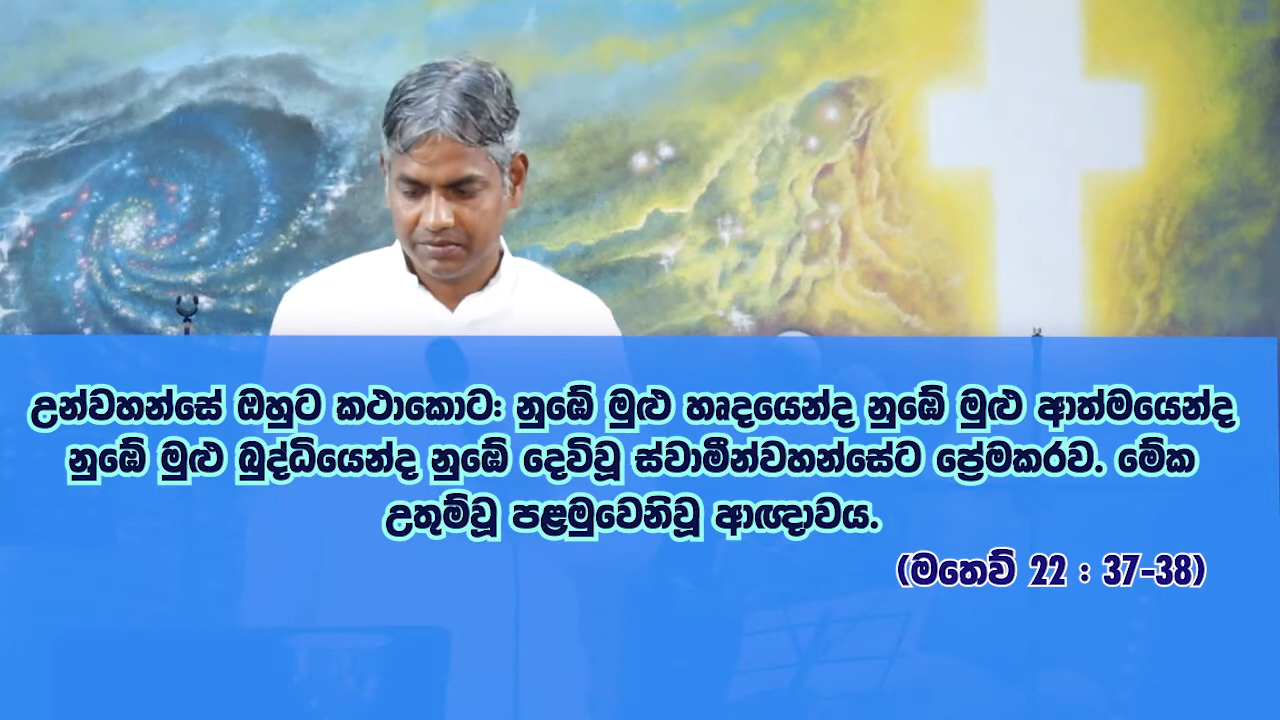 උන්වහන්සේ ඔහුට කථාකොට: නුඹේ මුළු හෘදයෙන්ද නුඹේ මුළු ආත්මයෙන්ද
නුඹේ මුළු බුද්ධියෙන්ද නුඹේ දෙවිවූ ස්වාමීන්වහන්සේට ප්‍රේමකරව. මේක
උතුම්වූ පළමුවෙනිවූ ආඥාවය.
(මතෙව් 22 : 37-38)